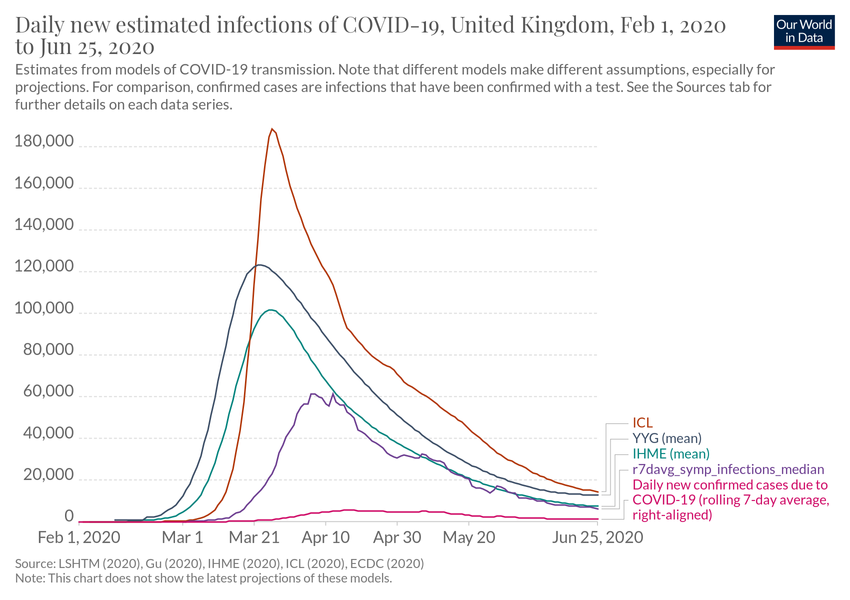 Daily new estimated infections of COVID-19, United Kingdom, Feb 1, 2020
to Jun 25, 2020
Our World
in Data
Estimates from models of COVID-19 transmission. Note that different models make different assumptions, especially for
projections. For comparison, confirmed cases are infections that have been confirmed with a test. See the Sources tab for
further details on each data series.
180,000
160,000
140,000
120,000
100,000
80,000
60,000
40,000
20,000
0
ICL
YYG (mean)
IHME (mean)
r7davg_symp_infections_median
Daily new confirmed cases due to
COVID-19 (rolling 7-day average,
right-aligned)
Feb 1, 2020
Mar 1
Mar 21
Apr 10
Apr 30
May 20
Jun 25, 2020
Source: LSHTM (2020), Gu (2020), IHME (2020), ICL (2020), ECDC (2020)
Note: This chart does not show the latest projections of these models.